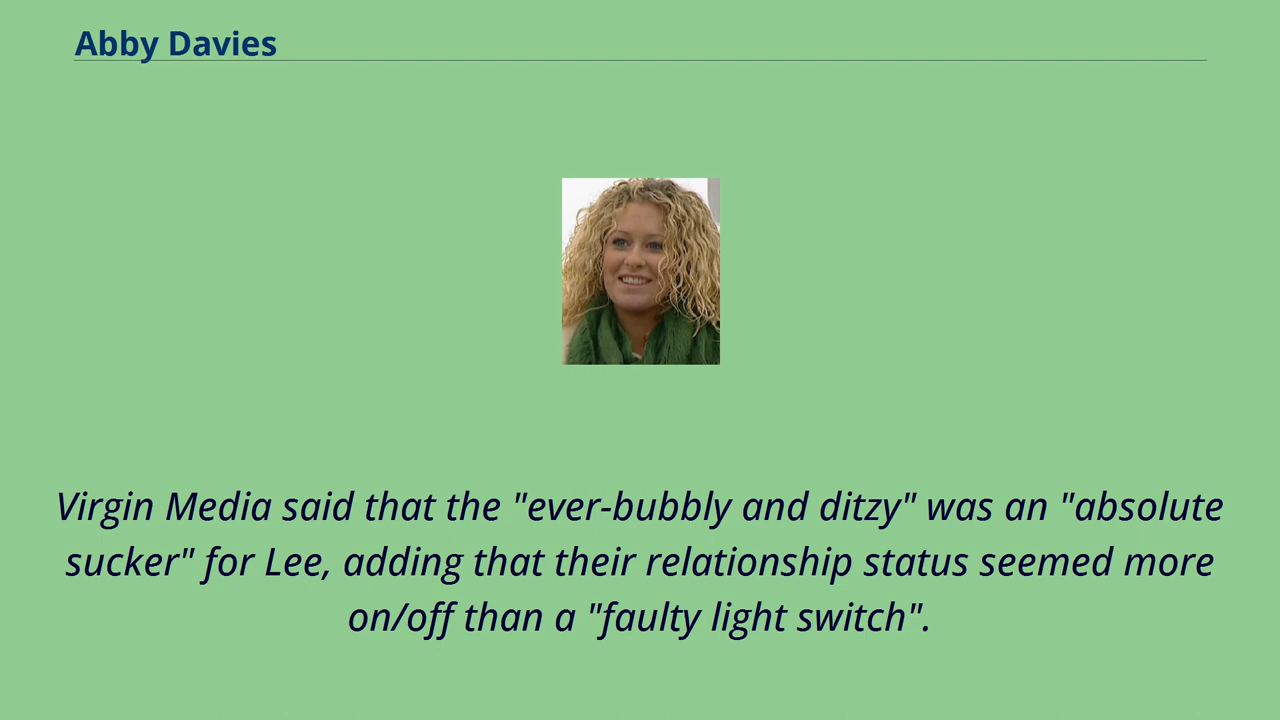 Abby Davies
Virgin Media said that the "ever-bubbly and ditzy" was an "absolute
sucker" for Lee, adding that their relationship status seemed more
on/off than a "faulty light switch".